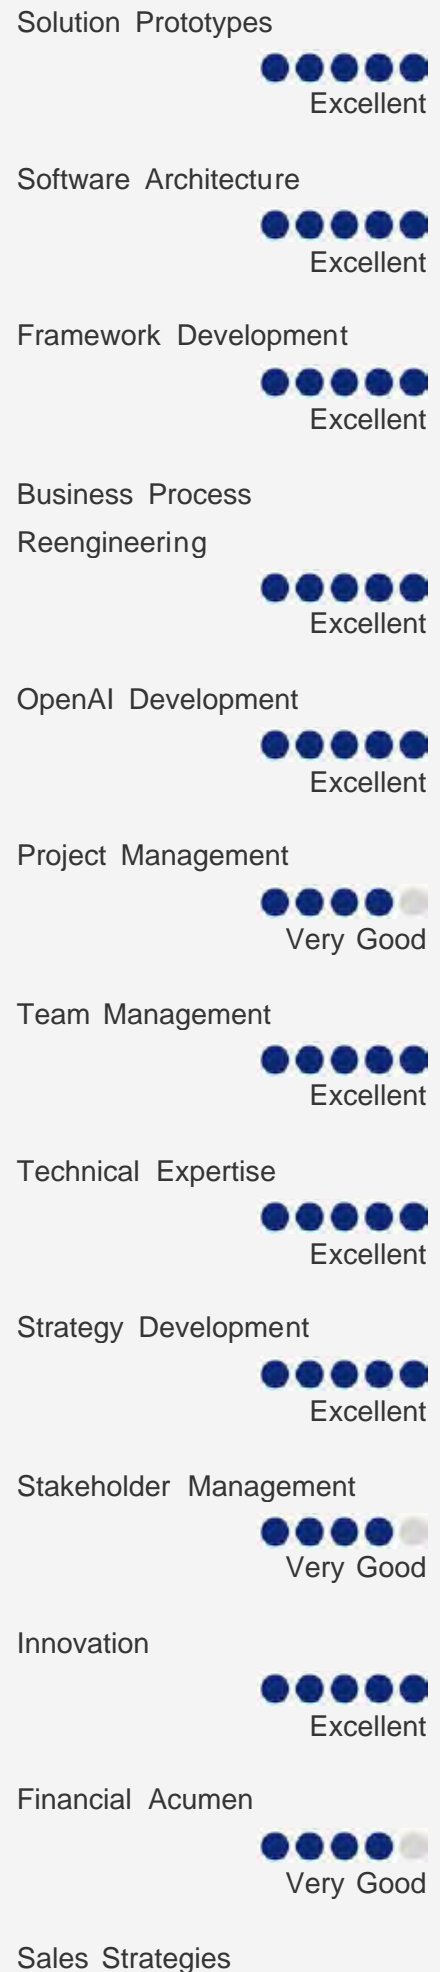 Solution Prototypes
Excellent
Software Architecture
Excellent
Framework Development
Excellent
Business Process
Reengineering
Excellent
OpenAI Development
Excellent
Project Management
Very Good
Team Management
Excellent
Technical Expertise
Excellent
Strategy Development
Excellent
Stakeholder Management
Very Good
Innovation
Excellent
Financial Acumen
Very Good
Sales Strategies